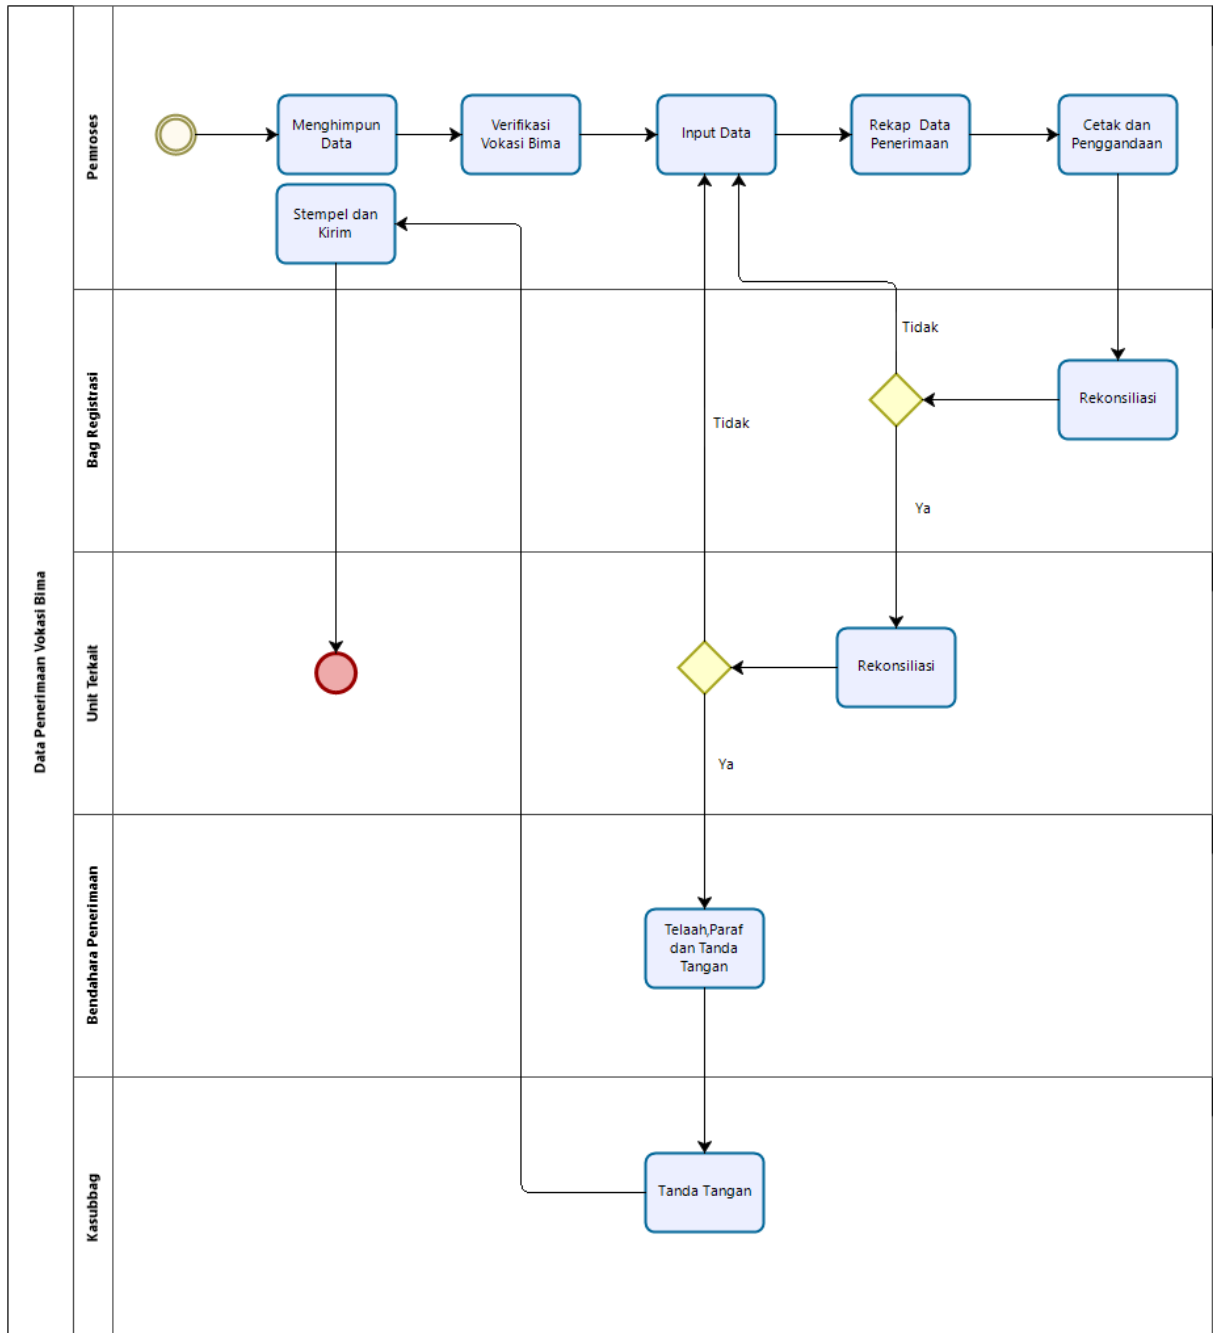 Data Penerimaan Vokasi Bima
Pemroses
Menghimpun
Data
Verifikasi
Vokasi Bima
Input Data
Rekap  Data
Penerimaan
Cetak dan
Penggandaan
Stempel dan
Kirim
Bag Registrasi
Tidak
Rekonsiliasi
Tidak
Ya
Unit Terkait
Rekonsiliasi
Ya
Bendahara Penerimaan
Telaah,Paraf
dan Tanda
Tangan
Kasubbag
Tanda Tangan